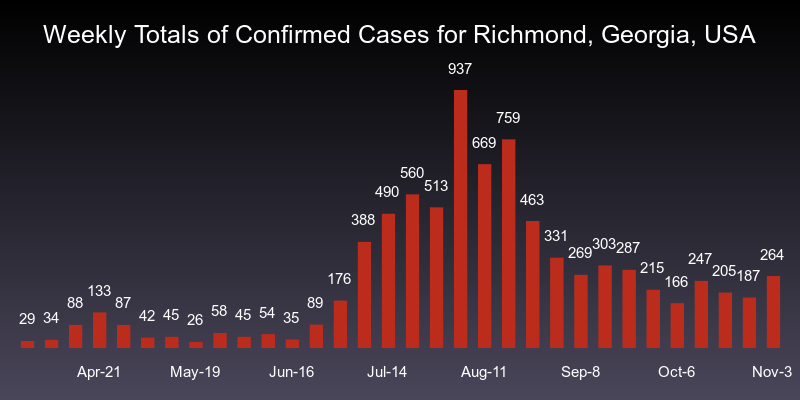 Weekly Totals of Confirmed Cases for Richmond, Georgia, USA
29 34 88 133 87 42 45 26 58 45 54 35 89 176 388 490 560 513 937 669 759 463 331 269 303 287 215 166 247 205 187 264
Apr-21 May-19 Jun-16 Jul-14 Aug-11 Sep-8 Oct-6 Nov-3